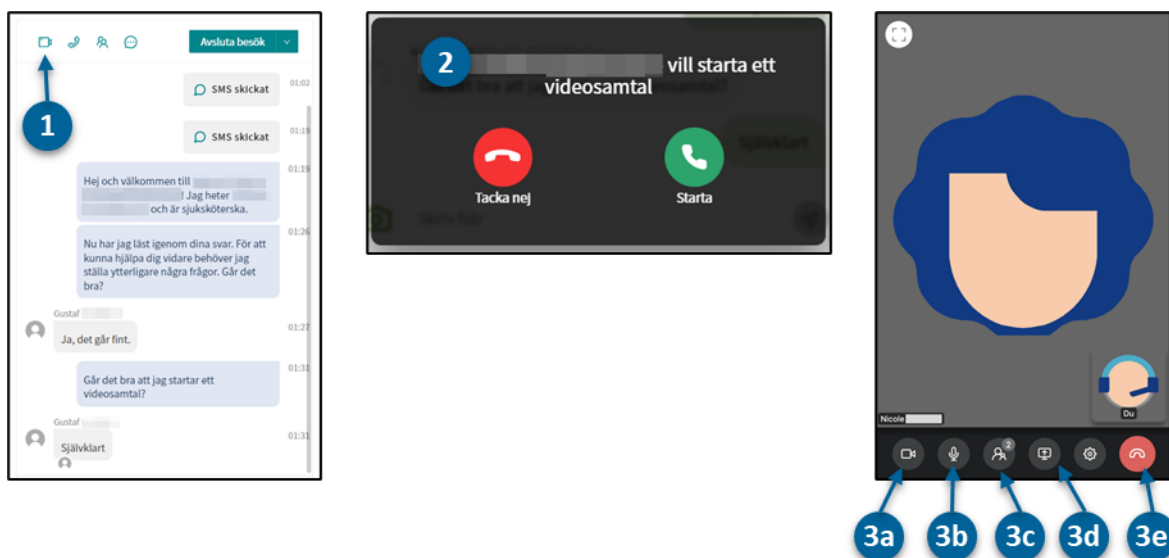 Avsluta besök
01:02
SMS skickat
01:19
SMS skickat
1
01:19
Hej och välkommen till
! Jag heter
och är sjuksköterska.
01:26
Nu har jag läst igenom dina svar. För att
kunna hjälpa dig vidare behöver jag
ställa ytterligare några frågor. Går det
bra?
Gustaf
01:27
Ja, det går fint.
01:31
Går det bra att jag startar ett
videosamtal?
Gustaf
01:31
Självklart
2
vill starta ett
videosamtal
Självklart
Tacka nej
Starta
Skriv här
Du
Nicole
2
3a
3b
3c
3d
3e